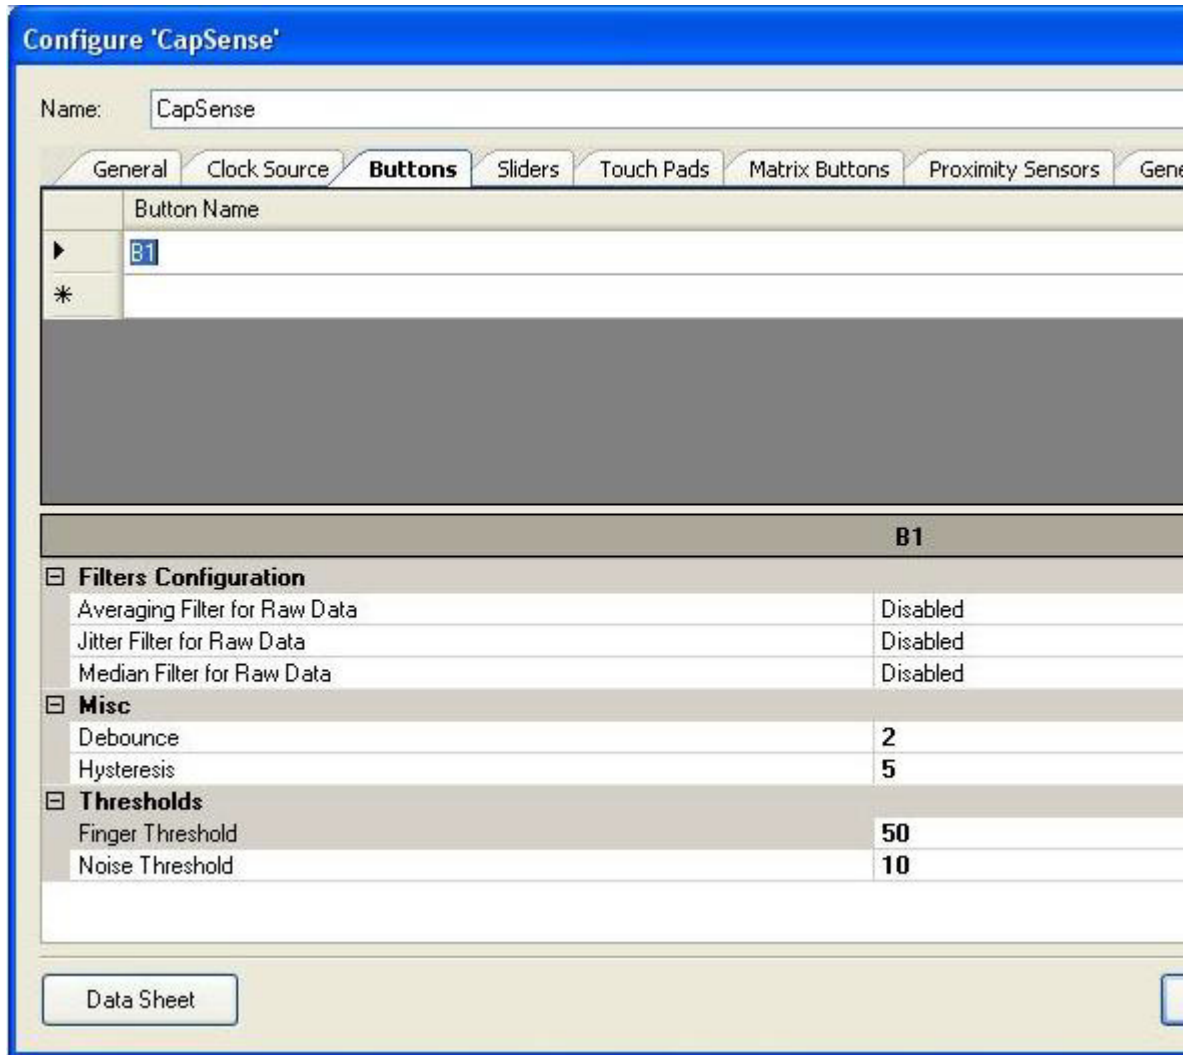 Configure 'CapSense'
Name: CapSense
General Clock Source Buttons Sliders Touch Pads Matrix Buttons Proximity Sensors Gene
Button Name
B1
B1
Filters Configuration
Averaging Filter for Raw Data Disabled
Jitter Filter for Raw Data Disabled
Median Filter for Raw Data Disabled
Misc
Debounce 2
Hysteresis 5
Thresholds
Finger Threshold 50
Noise Threshold 10
Data Sheet